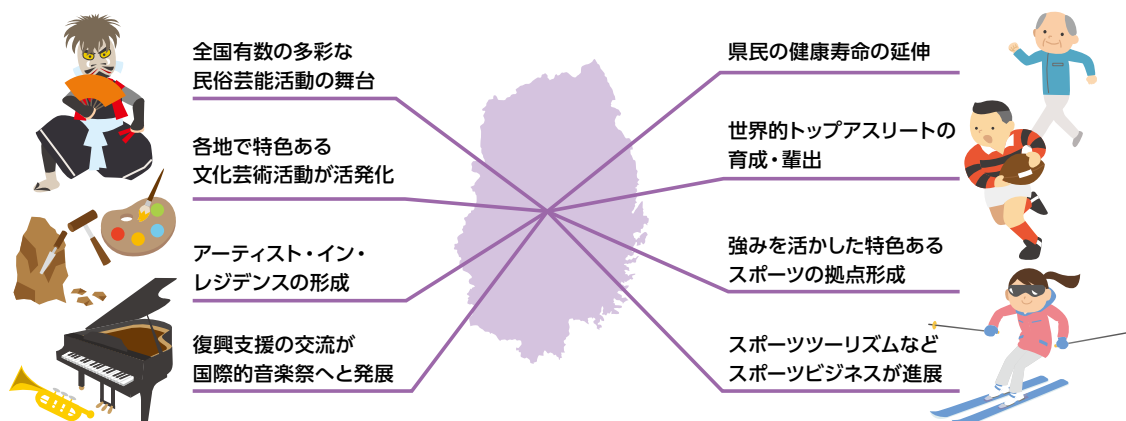 全国有数の多彩な
民俗芸能活動の舞台
各地で特色ある
文化芸術活動が活発化
アーティスト・イン・
レジデンスの形成
復興支援の交流が
国際的音楽祭へと発展
県民の健康寿命の延伸
世界的トップアスリートの
育成・輩出
強みを活かした特色ある
スポーツの拠点形成
スポーツツーリズムなど
スポーツビジネスが進展